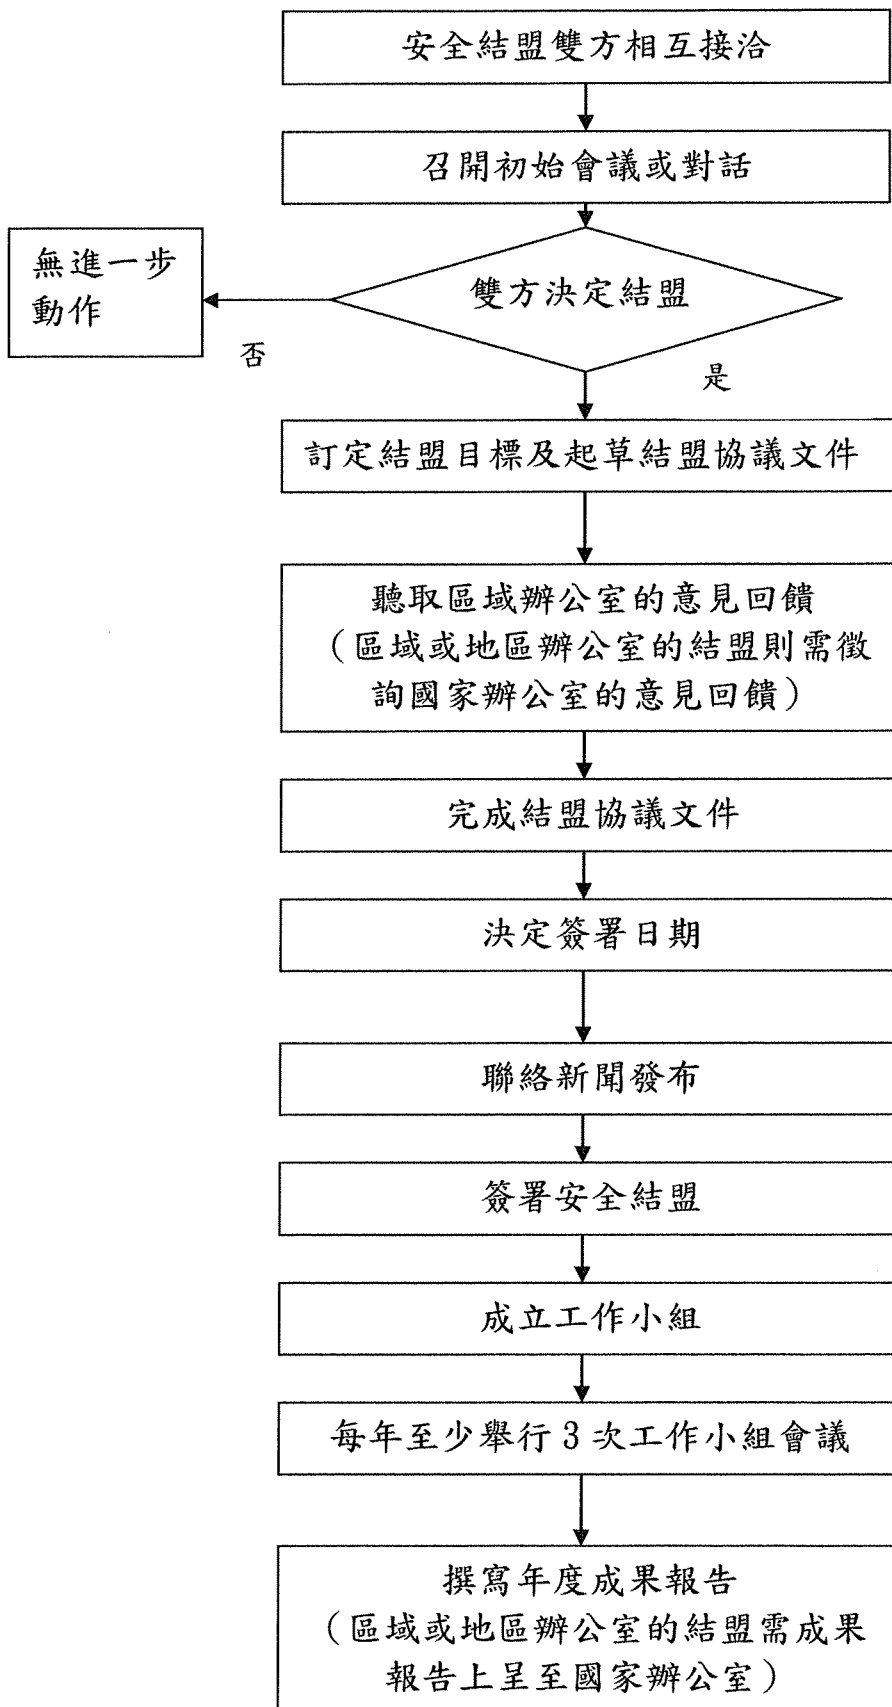 安全結盟雙方相互接洽
召開初始會議或對話
雙方決定結盟
無進一步
動作
否
是
訂定結盟目標及起草結盟協議文件
聽取區域辦公室的意見回饋
（區域或地區辦公室的結盟則需徵
詢國家辦公室的意見回饋）
完成結盟協議文件
決定簽署日期
聯絡新聞發布
簽署安全結盟
成立工作小組
每年至少舉行 3 次工作小組會議
撰寫年度成果報告
（區域或地區辦公室的結盟需成果
報告上呈至國家辦公室）